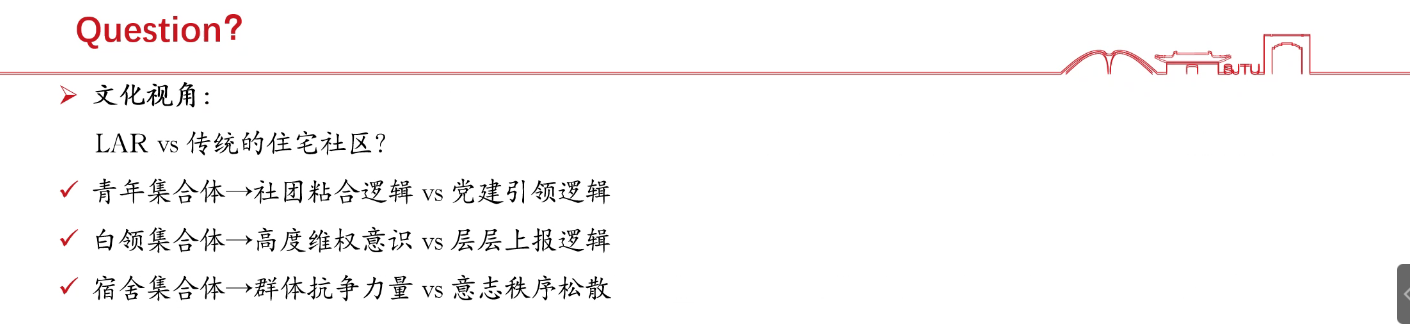 Question?
SJTU
文化视角：
LAR vs 传统的住宅社区？
青年集合体→社团粘合逻辑 vs 党建引领逻辑
白领集合体→高度维权意识 vs 层层上报逻辑
宿舍集合体→群体抗争力量 vs 意志秩序松散